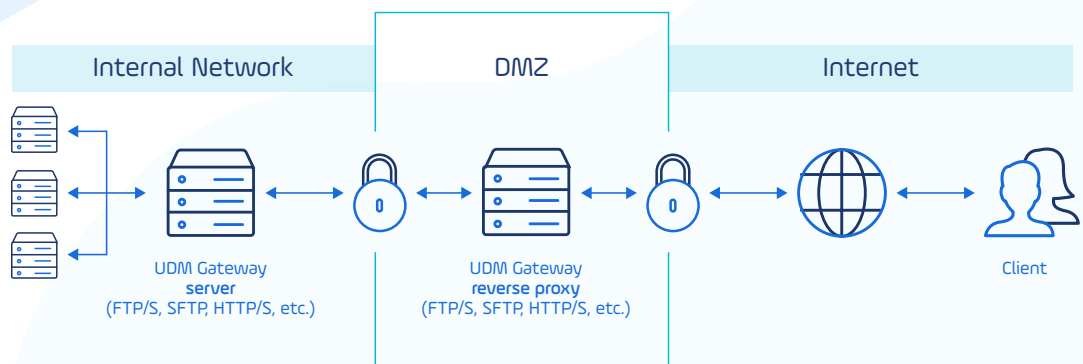 Internal Network
DMZ
Internet
UDM Gateway
server
(FTP/S, SFTP, HTTP/S, etc.)
UDM Gateway
reverse proxy
(FTP/S, SFTP, HTTP/S, etc.)
Client